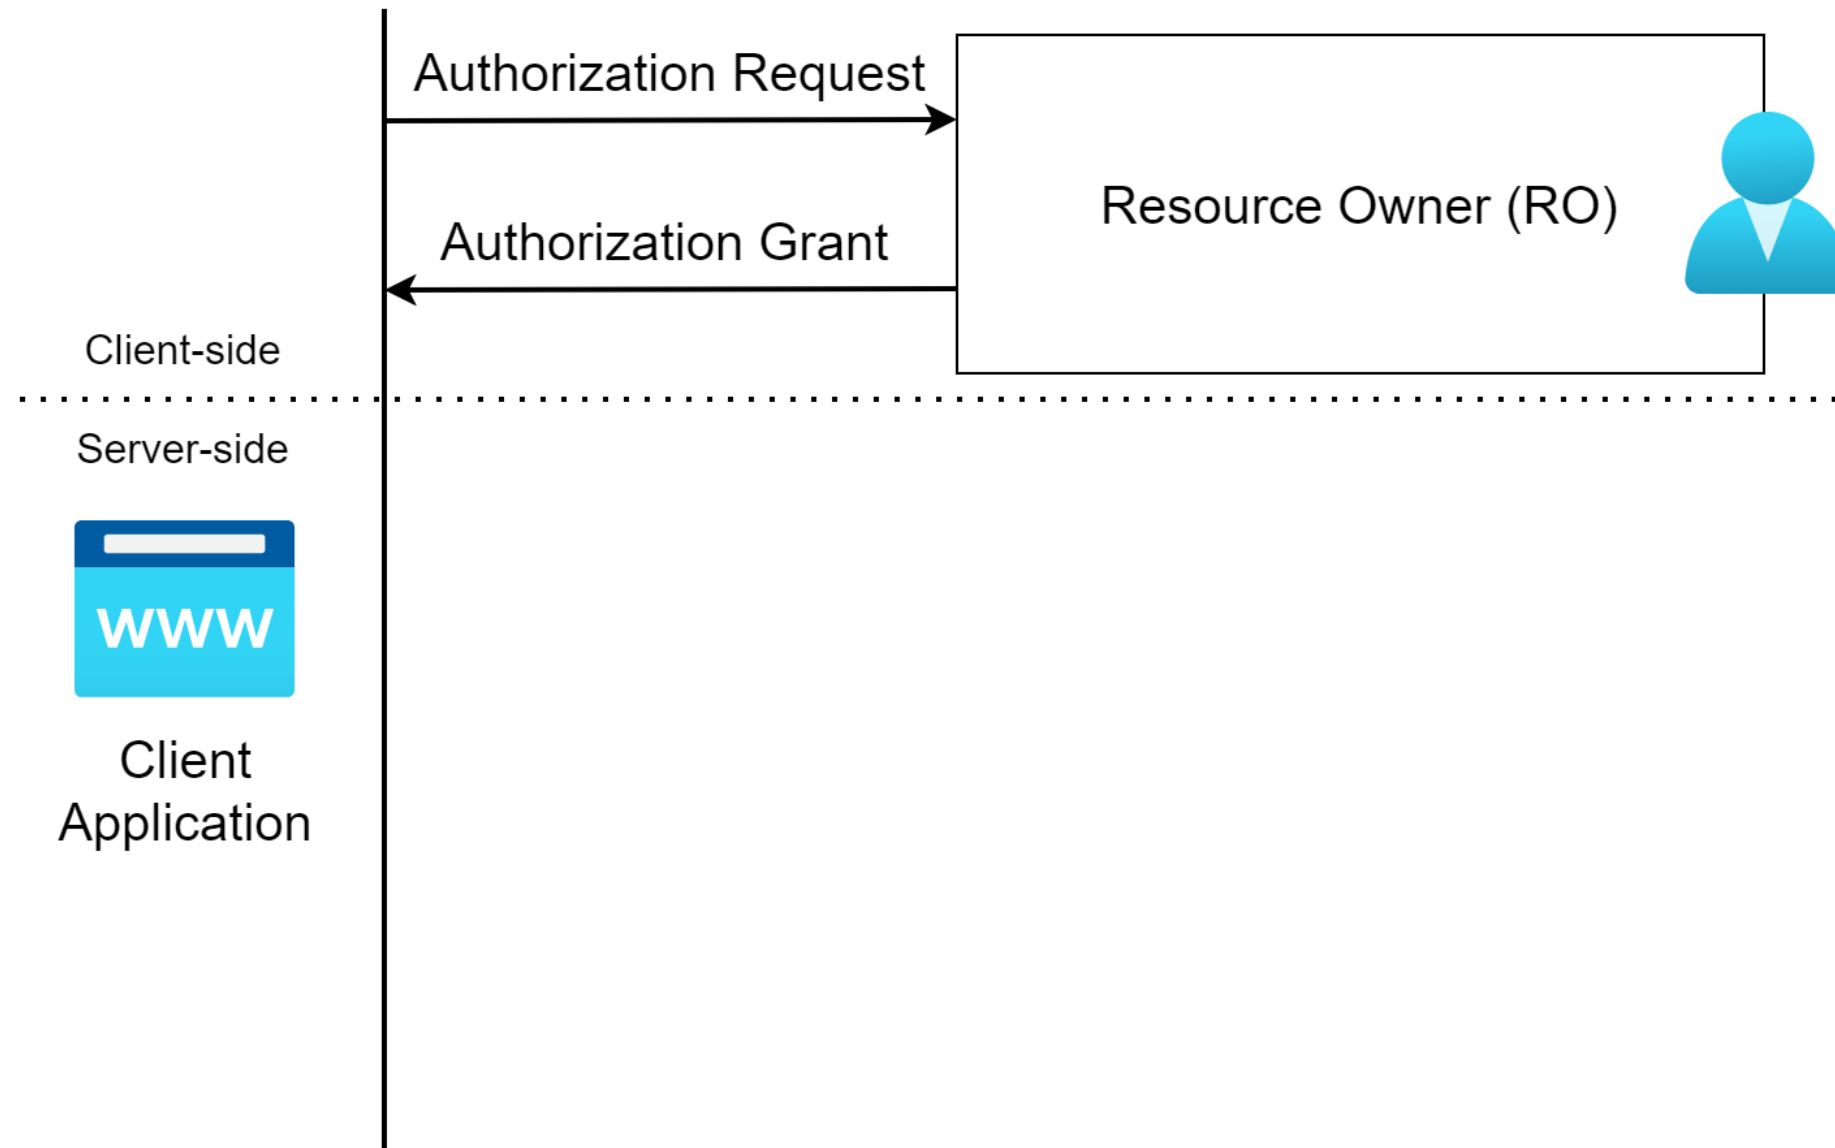 Authorization Request
Resource Owner (RO)
Authorization Grant
Client-side
Server-side
www
Client
Application